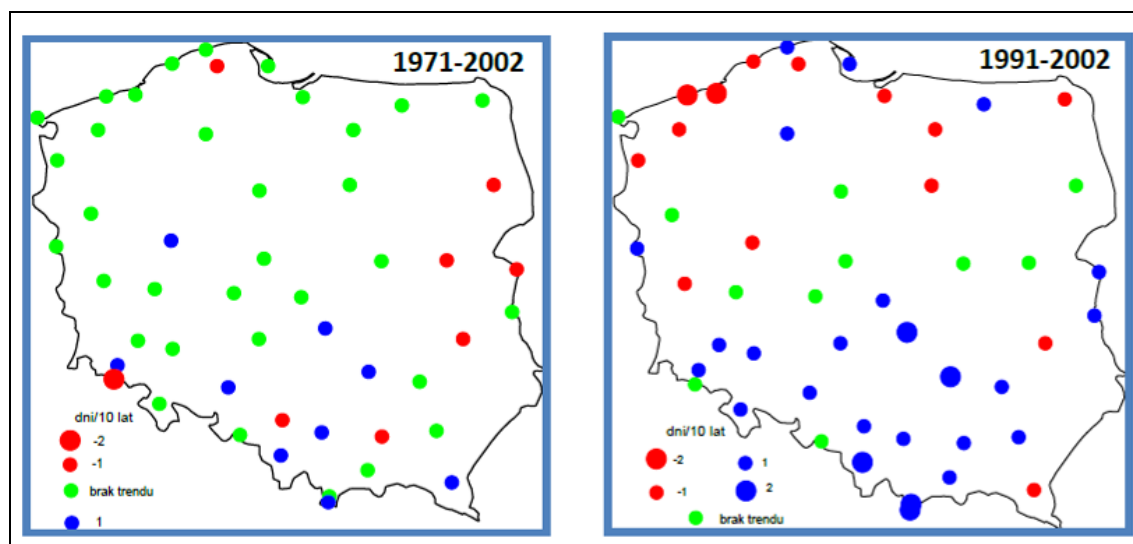 1971-2002
dni/10 lat
-2
-1
brak trendu
1
1991-2002
dni/10 lat
-2 1
-1 2
brak trendu